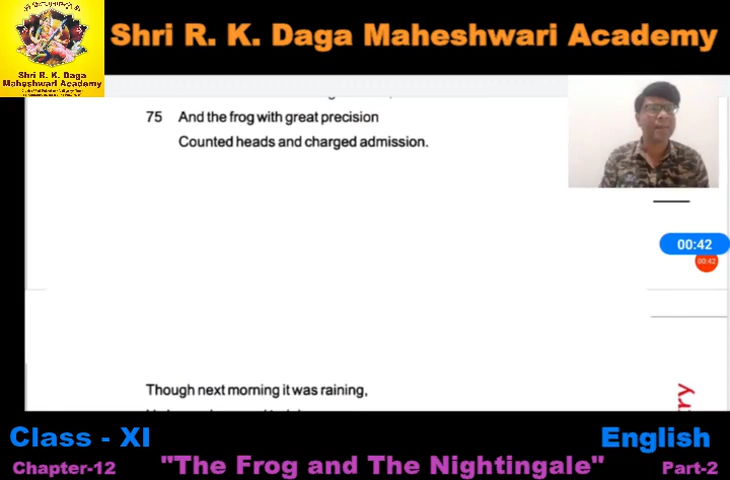 Shri R. K. Daga Maheshwari Academy
Shri R. K. Daga
Maheshwari Academy
75 And the frog with great precision
Counted heads and charged admission.
00:42
00:42
Though next morning it was raining,
Class - XI
English
Chapter-12
"The Frog and The Nightingale"
Part-2